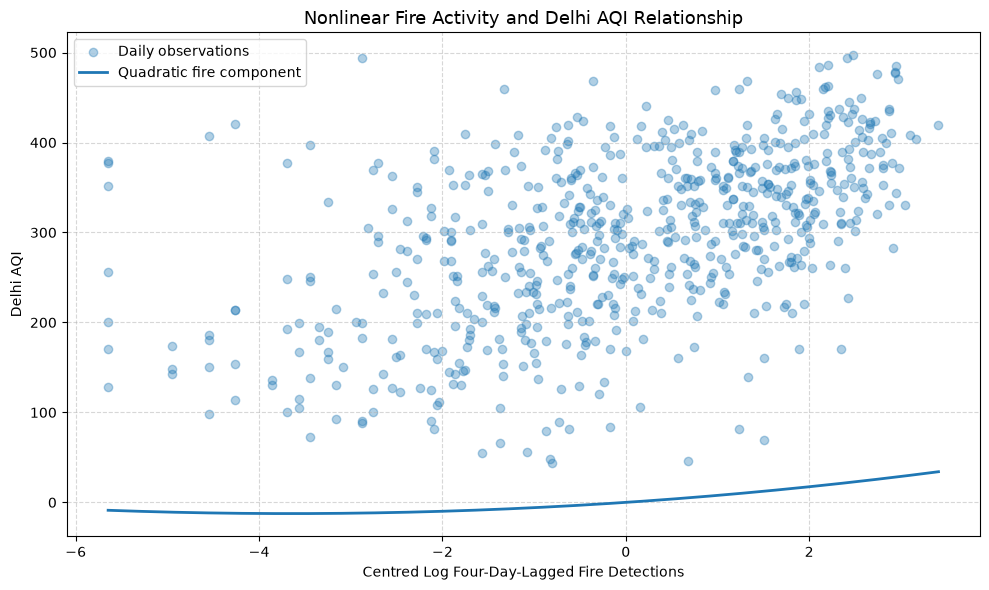 Nonlinear Fire Activity and Delhi AQI Relationship
Daily observations
Quadratic fire component
Delhi AQI
500
400
300
200
100
0
−6
−4
−2
0
2
Centred Log Four-Day-Lagged Fire Detections